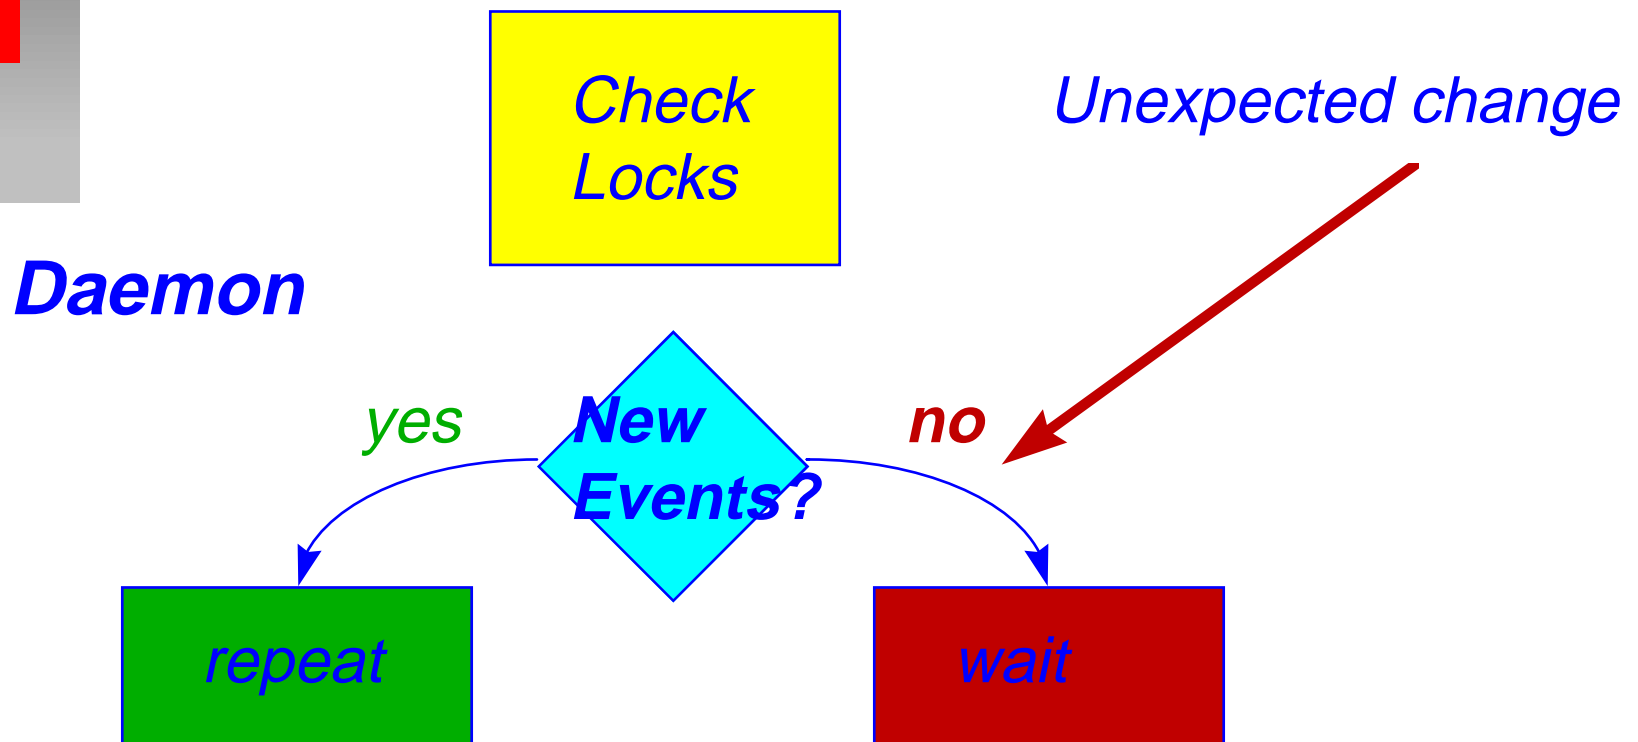 Check
Locks
Unexpected change
Daemon
yes
New
Events?
no
repeat
wait